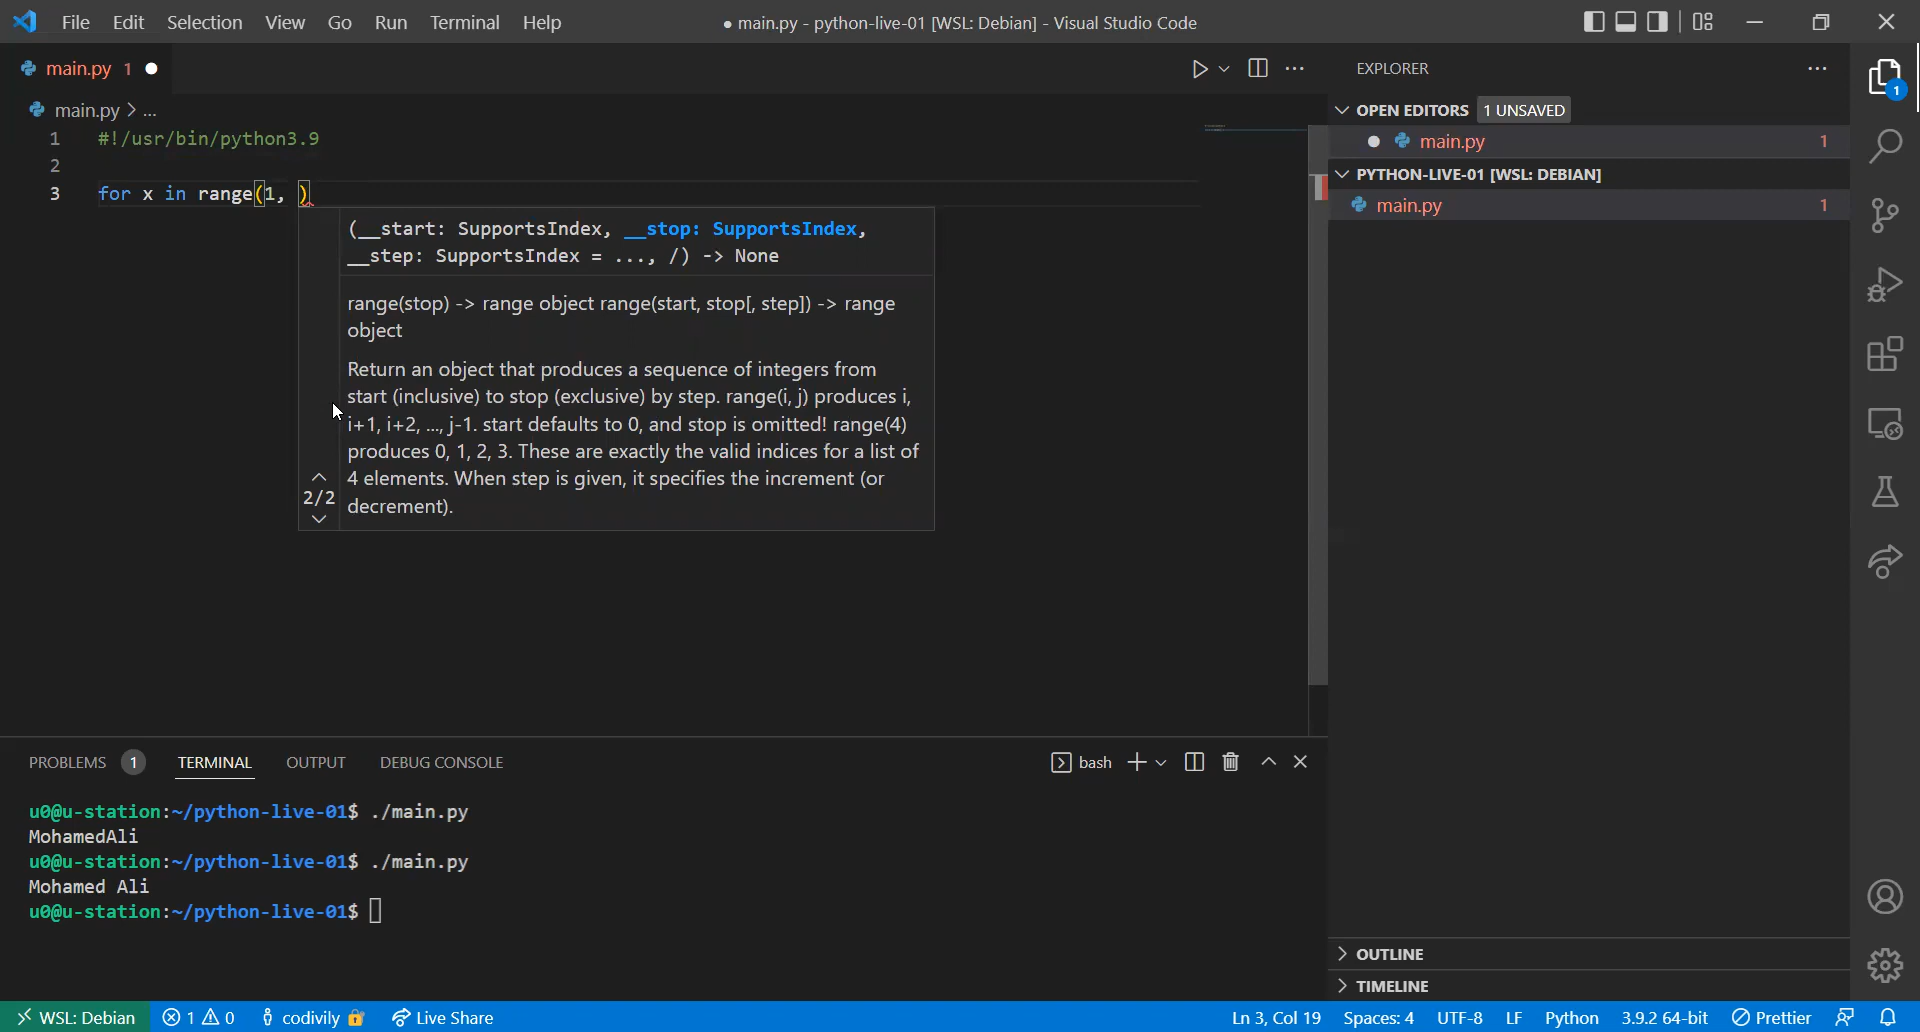 File Edit Selection View Go Run Terminal Help
● main.py - python-live-01 [WSL: Debian] - Visual Studio Code
main.py 1 ●
EXPLORER
main.py > ...
OPEN EDITORS 1 UNSAVED
● main.py 1
PYTHON-LIVE-01 [WSL: DEBIAN]
main.py 1
1
1 #!/usr/bin/python3.9
2
3 for x in range(1, )
(__start: SupportsIndex, __stop: SupportsIndex,
__step: SupportsIndex = ..., /) -> None
range(stop) -> range object range(start, stop[, step]) -> range
object
Return an object that produces a sequence of integers from
start (inclusive) to stop (exclusive) by step. range(i, j) produces i,
i+1, i+2, ..., j-1. start defaults to 0, and stop is omitted! range(4)
produces 0, 1, 2, 3. These are exactly the valid indices for a list of
4 elements. When step is given, it specifies the increment (or
decrement).
2/2
PROBLEMS 1 TERMINAL OUTPUT DEBUG CONSOLE
bash
u0@u-station:~/python-live-01$ ./main.py
MohamedAli
u0@u-station:~/python-live-01$ ./main.py
Mohamed Ali
u0@u-station:~/python-live-01$
OUTLINE
TIMELINE
WSL: Debian 1 0 codivily Live Share
Ln 3, Col 19 Spaces: 4 UTF-8 LF Python 3.9.2 64-bit Prettier